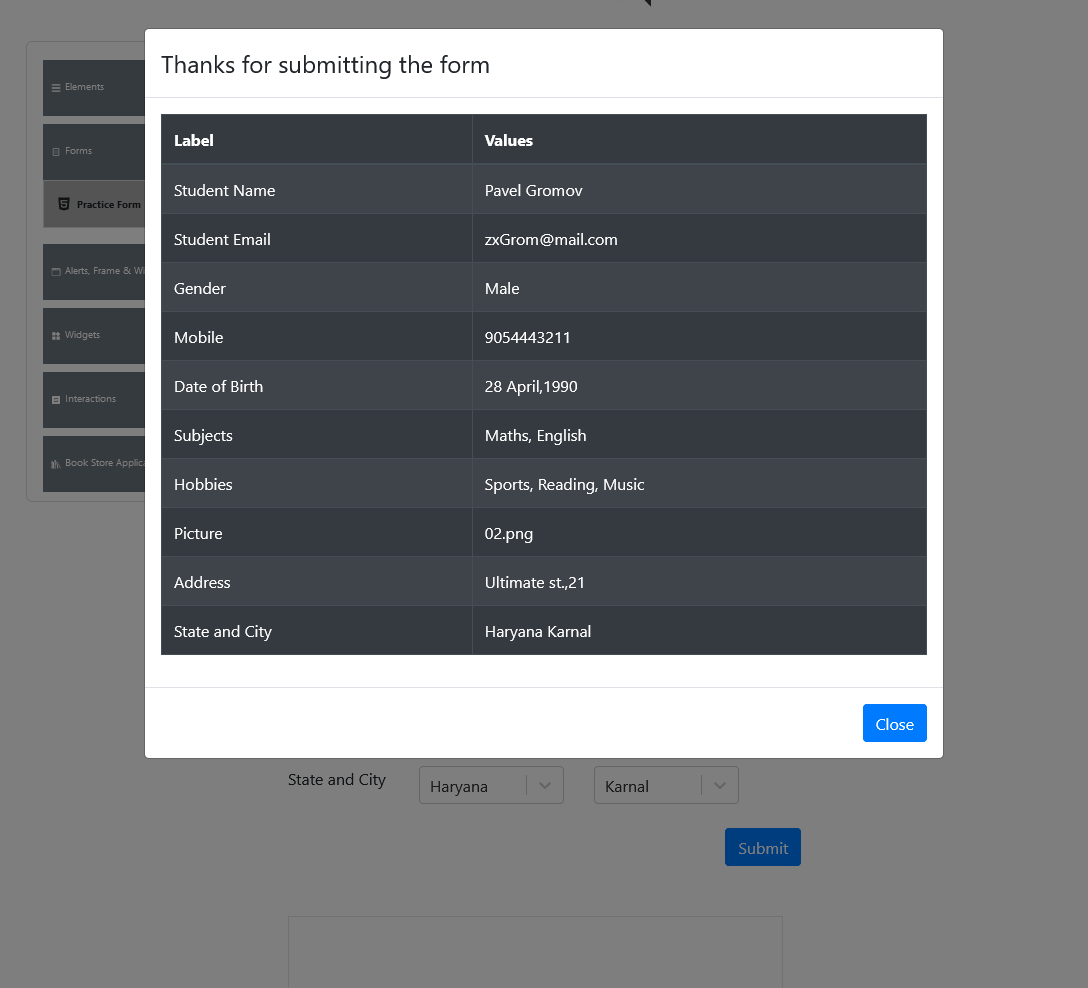 Thanks for submitting the form
Label Values
Student Name Pavel Gromov
Student Email zxGrom@mail.com
Gender Male
Mobile 9054443211
Date of Birth 28 April,1990
Subjects Maths, English
Hobbies Sports, Reading, Music
Picture 02.png
Address Ultimate st.,21
State and City Haryana Karnal
Close
Elements
Forms
Practice Form
Alerts, Frame & Wi
Widgets
Interactions
Book Store Applica
State and City Haryana Karnal
Submit